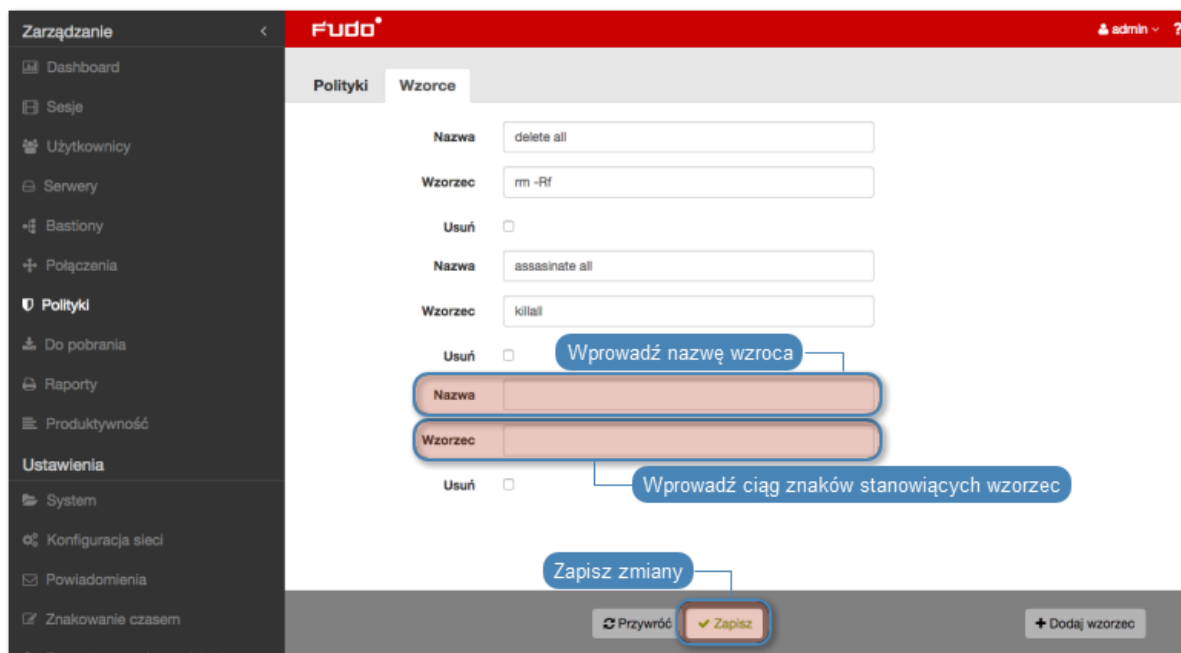 Zarządzanie
Dashboard
Sesje
Użytkownicy
Serwery
Bastiony
Połączenia
Polityki
Do pobrania
Raporty
Produktywność
Ustawienia
System
Konfiguracja sieci
Powiadomienia
Znakowanie czasem
FUDO
admin ?
Polityki Wzorce
Nazwa delete all
Wzorzec rm -Rf
Usuń
Nazwa assasinate all
Wzorzec killall
Usuń
Wprowadź nazwę wzroca
Nazwa
Wzorzec
Usuń
Wprowadź ciąg znaków stanowiących wzorzec
Zapisz zmiany
Przywróć Zapisz + Dodaj wzorzec